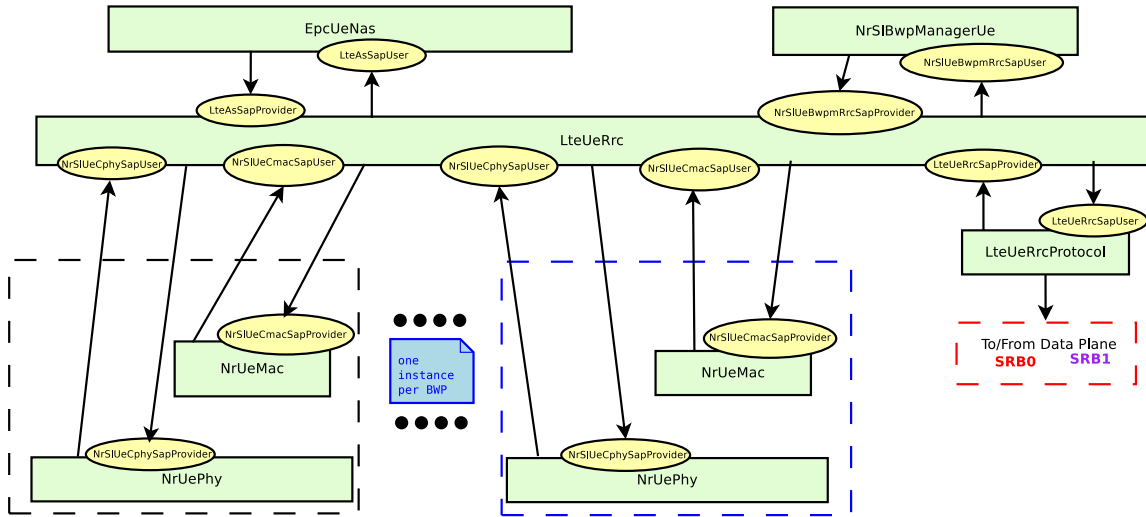 EpcUeNas
NrSlBwpManagerUe
LteAsSapUser
NrSlUeBwpmRrcSapUser
LteAsSapProvider
NrSlUeBwpmRrcSapProvider
LteUeRrc
NrSlUeCphySapUser
NrSlUeCmacSapUser
NrSlUeCphySapUser
NrSlUeCmacSapUser
LteUeRrcSapProvider
LteUeRrcSapUser
LteUeRrcProtocol
NrSlUeCmacSapProvider
NrSlUeCmacSapProvider
To/From Data Plane
SRB0 SRB1
NrUeMac
one
instance
per BWP
NrUeMac
NrSlUeCphySapProvider
NrSlUeCphySapProvider
NrUePhy
NrUePhy